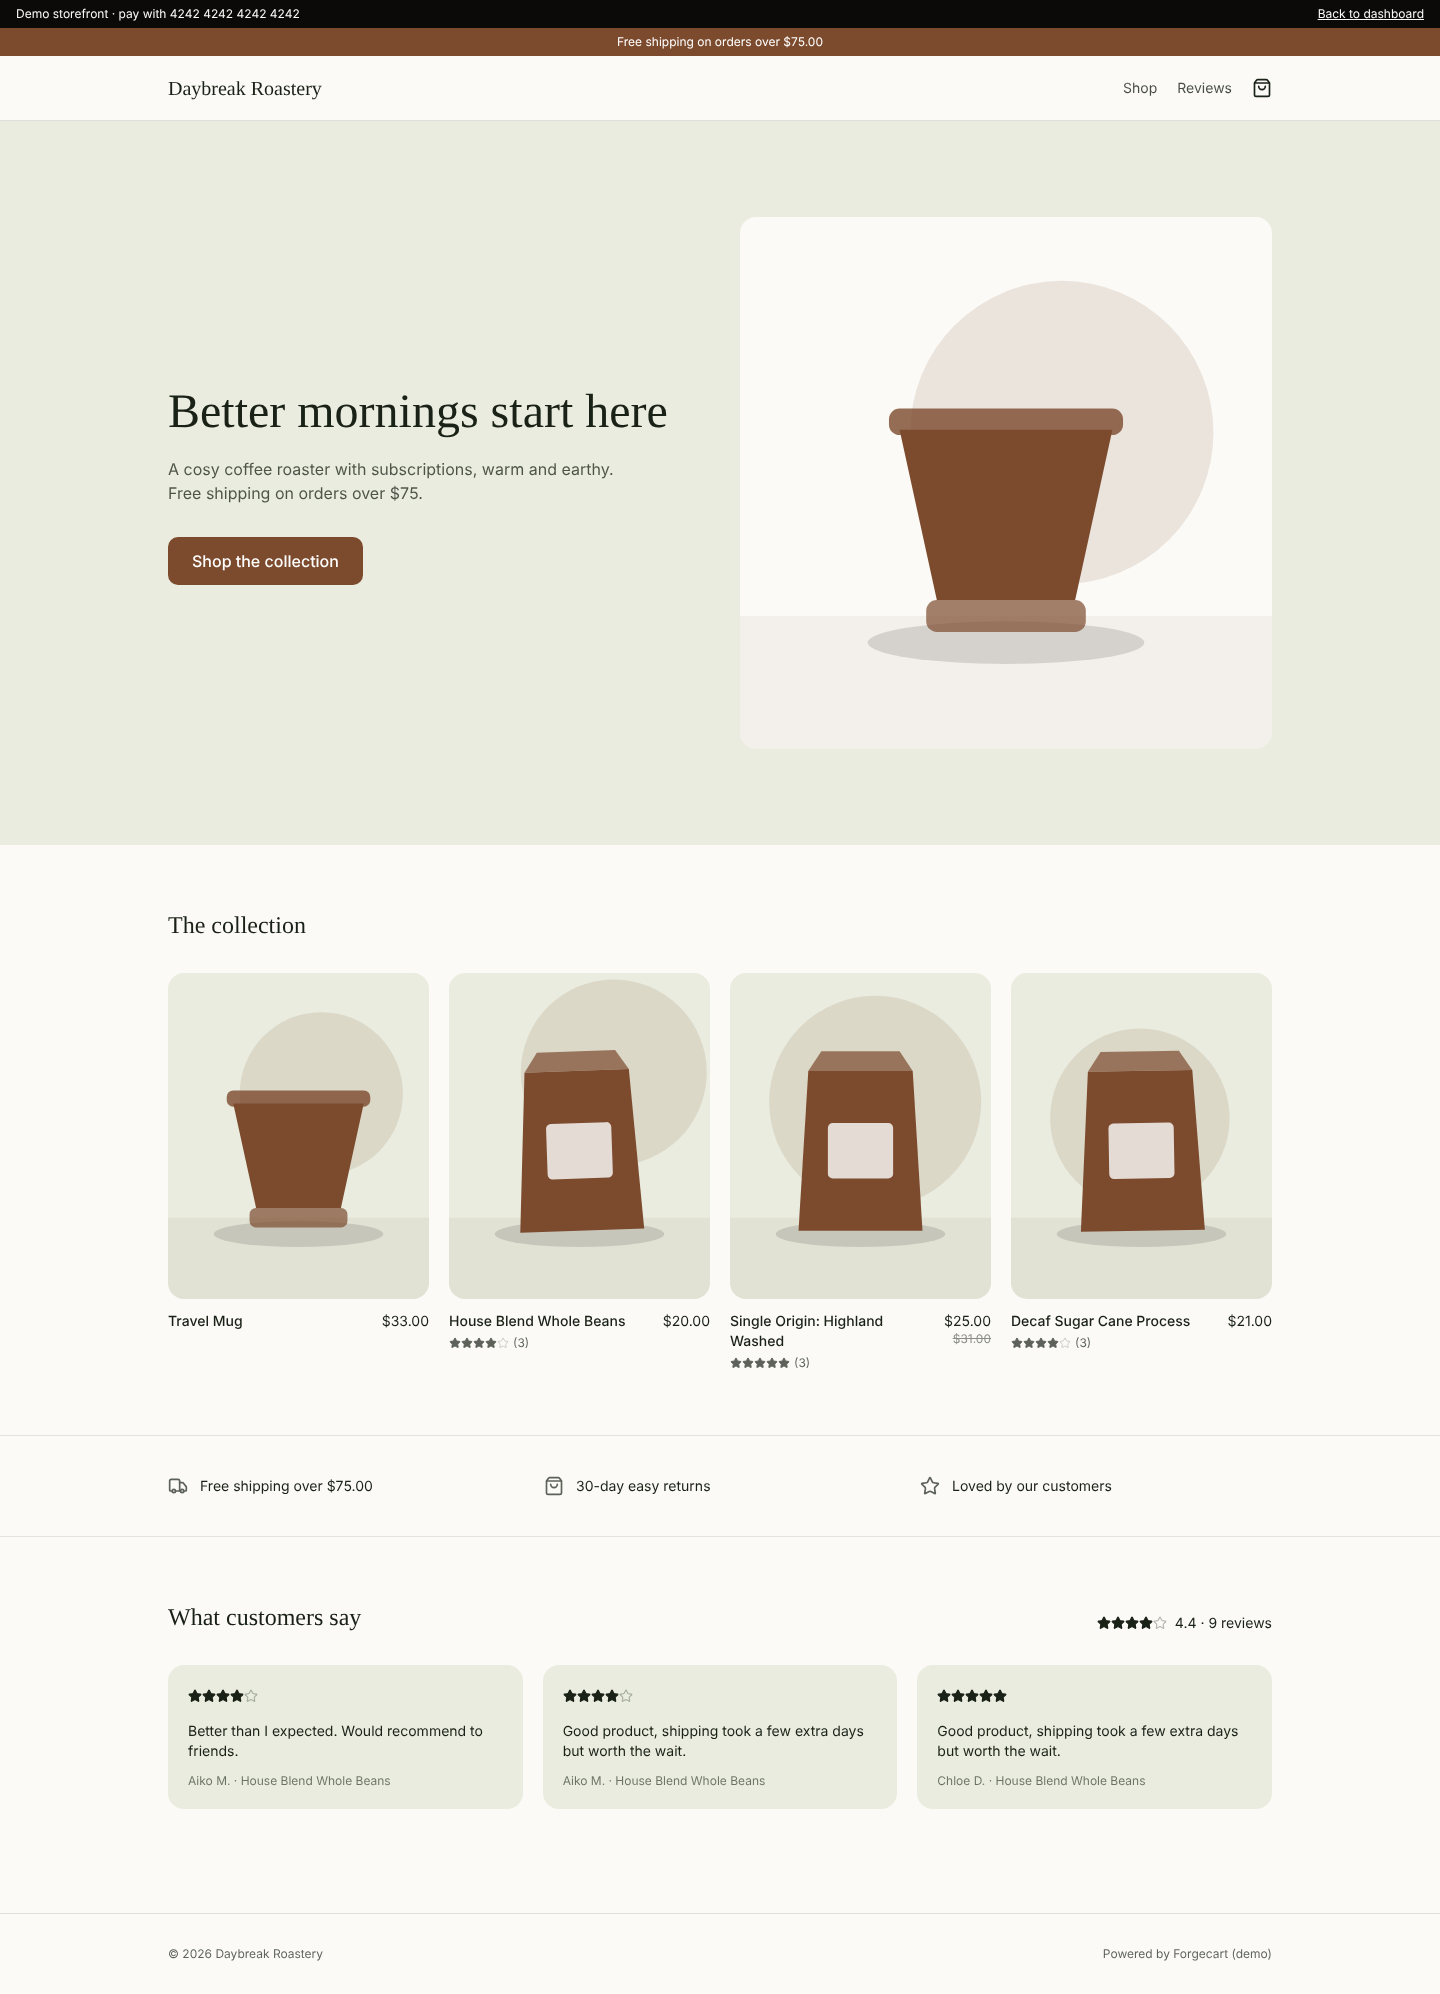 Demo storefront · pay with 4242 4242 4242 4242
Back to dashboard
Free shipping on orders over $75.00
Daybreak Roastery
Shop
Reviews
Better mornings start here
A cosy coffee roaster with subscriptions, warm and earthy.
Free shipping on orders over $75.
Shop the collection
The collection
Travel Mug
$33.00
House Blend Whole Beans
$20.00
(3)
Single Origin: Highland
Washed
$25.00
$31.00
(3)
Decaf Sugar Cane Process
$21.00
(3)
Free shipping over $75.00
30-day easy returns
Loved by our customers
What customers say
4.4 · 9 reviews
Better than I expected. Would recommend to
friends.
Aiko M. · House Blend Whole Beans
Good product, shipping took a few extra days
but worth the wait.
Aiko M. · House Blend Whole Beans
Good product, shipping took a few extra days
but worth the wait.
Chloe D. · House Blend Whole Beans
© 2026 Daybreak Roastery
Powered by Forgecart (demo)